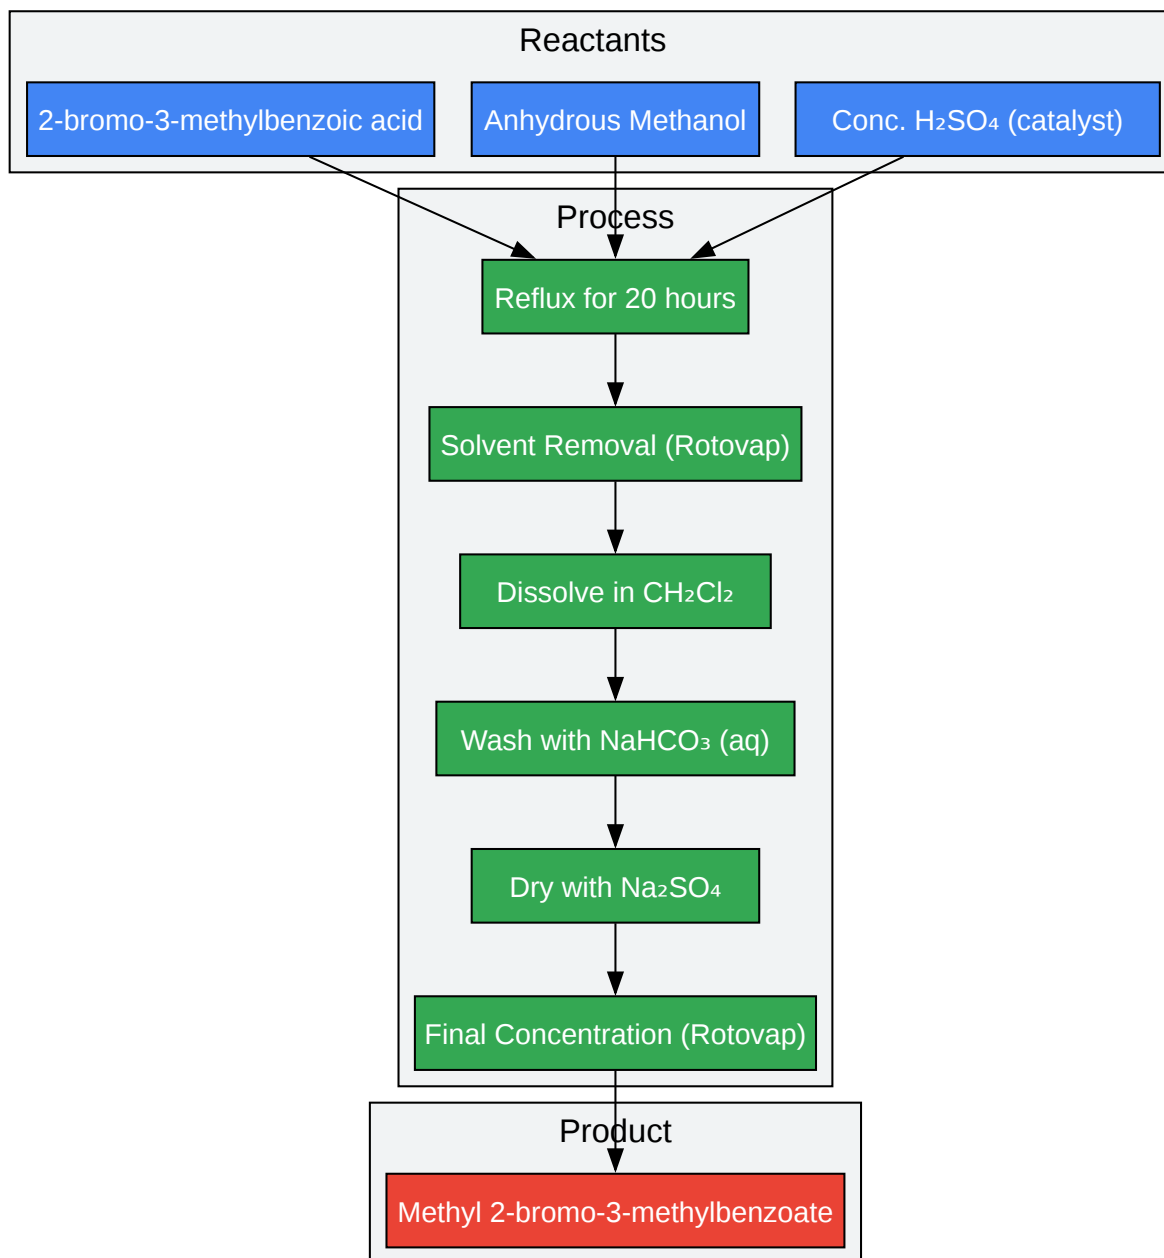 Reactants
2-bromo-3-methylbenzoic acid
Anhydrous Methanol
Conc. H₂SO₄ (catalyst)
Process
Reflux for 20 hours
Solvent Removal (Rotovap)
Dissolve in CH₂Cl₂
Wash with NaHCO₃ (aq)
Dry with Na₂SO₄
Final Concentration (Rotovap)
Product
Methyl 2-bromo-3-methylbenzoate